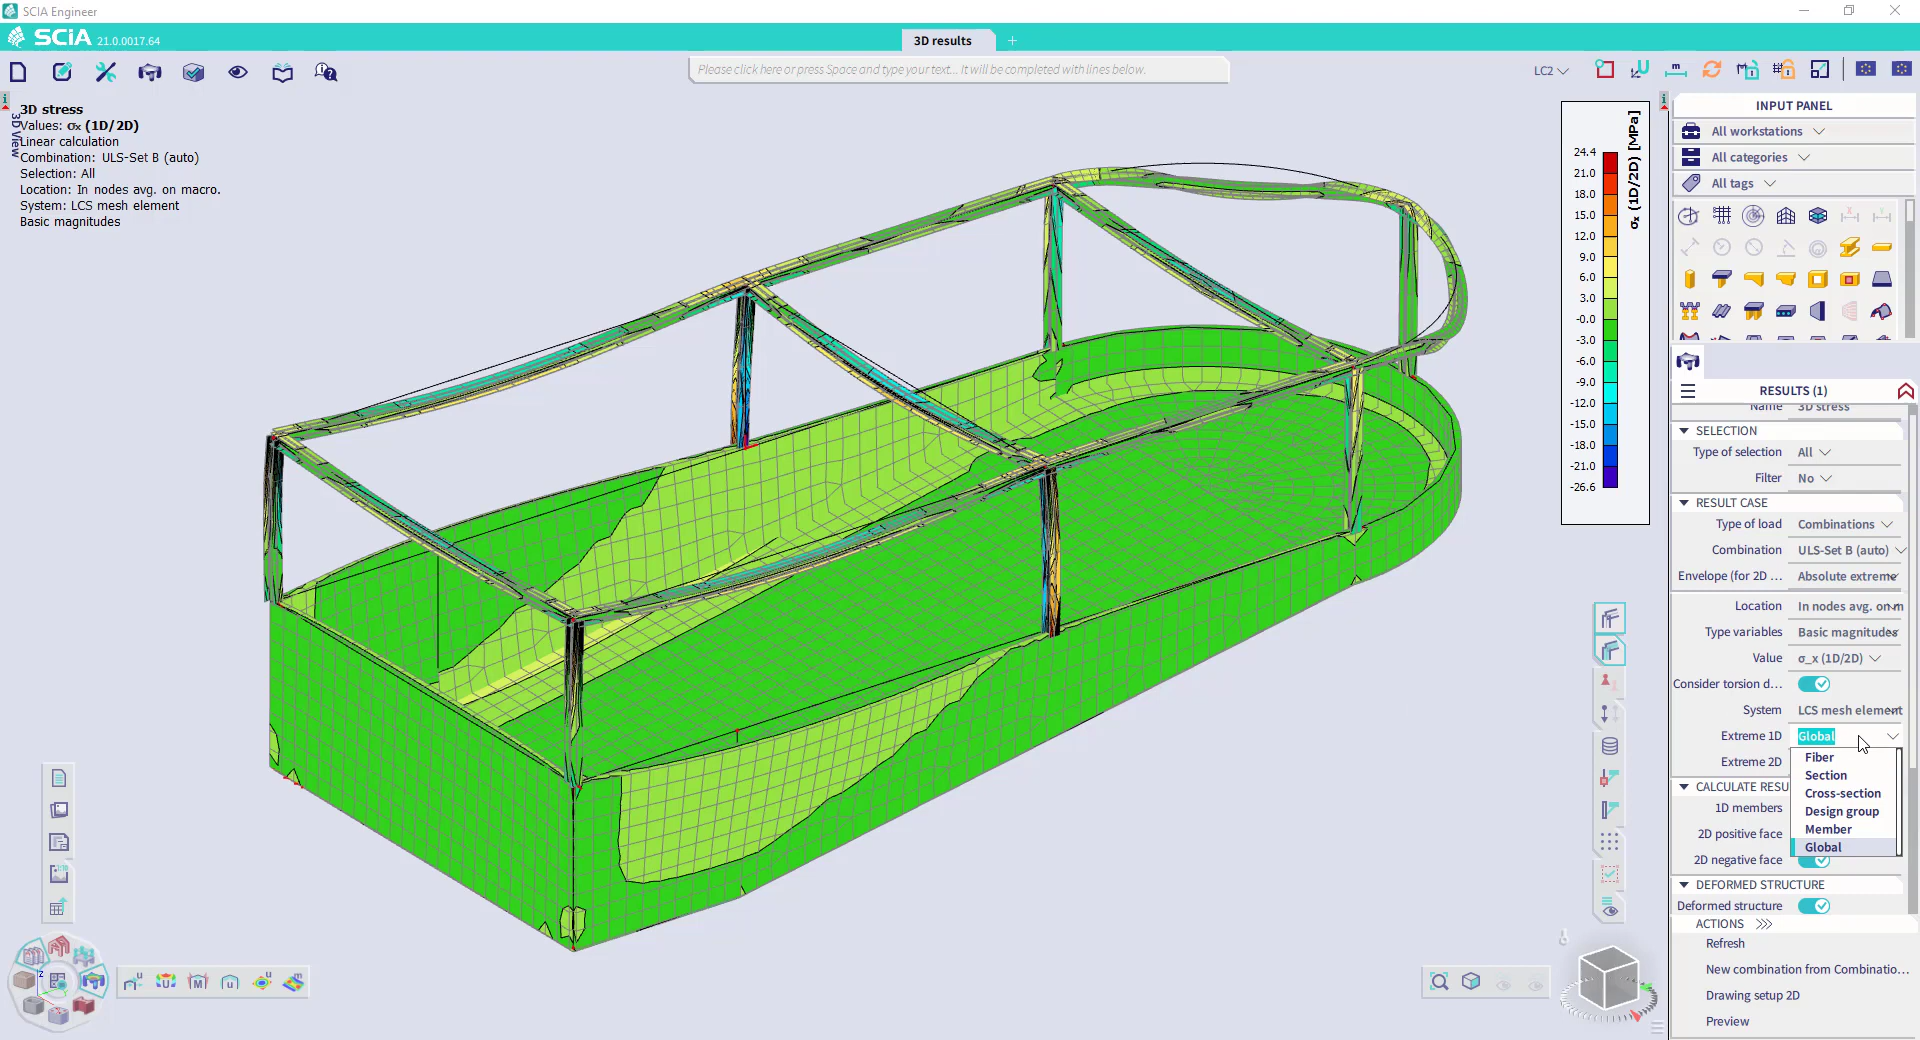 SCIA Engineer
SCiA 21.0.0017.64
3D results
Please click here or press Space and type your text... It will be completed with lines below.
LC2
3D View
3D stress
Values: σₓ (1D/2D)
Linear calculation
Combination: ULS-Set B (auto)
Selection: All
Location: In nodes avg. on macro.
System: LCS mesh element
Basic magnitudes
σₓ (1D/2D) [MPa]
24.4
21.0
18.0
15.0
12.0
9.0
6.0
3.0
-0.0
-3.0
-6.0
-9.0
-12.0
-15.0
-18.0
-21.0
-26.6
INPUT PANEL
All workstations
All categories
All tags
RESULTS (1)
Name 3D stress
SELECTION
Type of selection All
Filter No
RESULT CASE
Type of load Combinations
Combination ULS-Set B (auto)
Envelope (for 2D ... Absolute extreme
Location In nodes avg. on m
Type variables Basic magnitudes
Value σ_x (1D/2D)
Consider torsion d...
System LCS mesh element
Extreme 1D Global
Extreme 2D
Fiber
Section
Cross-section
Design group
Member
Global
CALCULATE RESU
1D members
2D positive face
2D negative face
DEFORMED STRUCTURE
Deformed structure
ACTIONS >>>
Refresh
New combination from Combinatio...
Drawing setup 2D
Preview